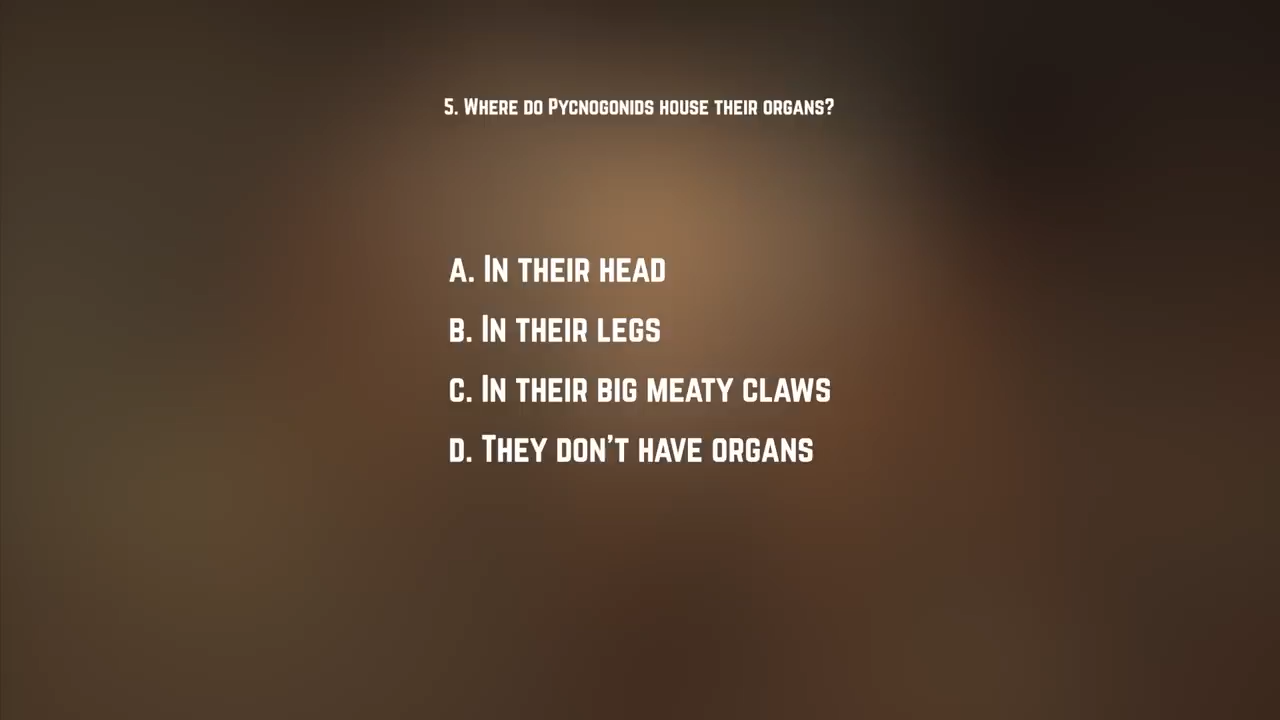 5. Where do Pycnogonids house their organs?
A. In their head
B. In their legs
C. In their big meaty claws
D. They don't have organs